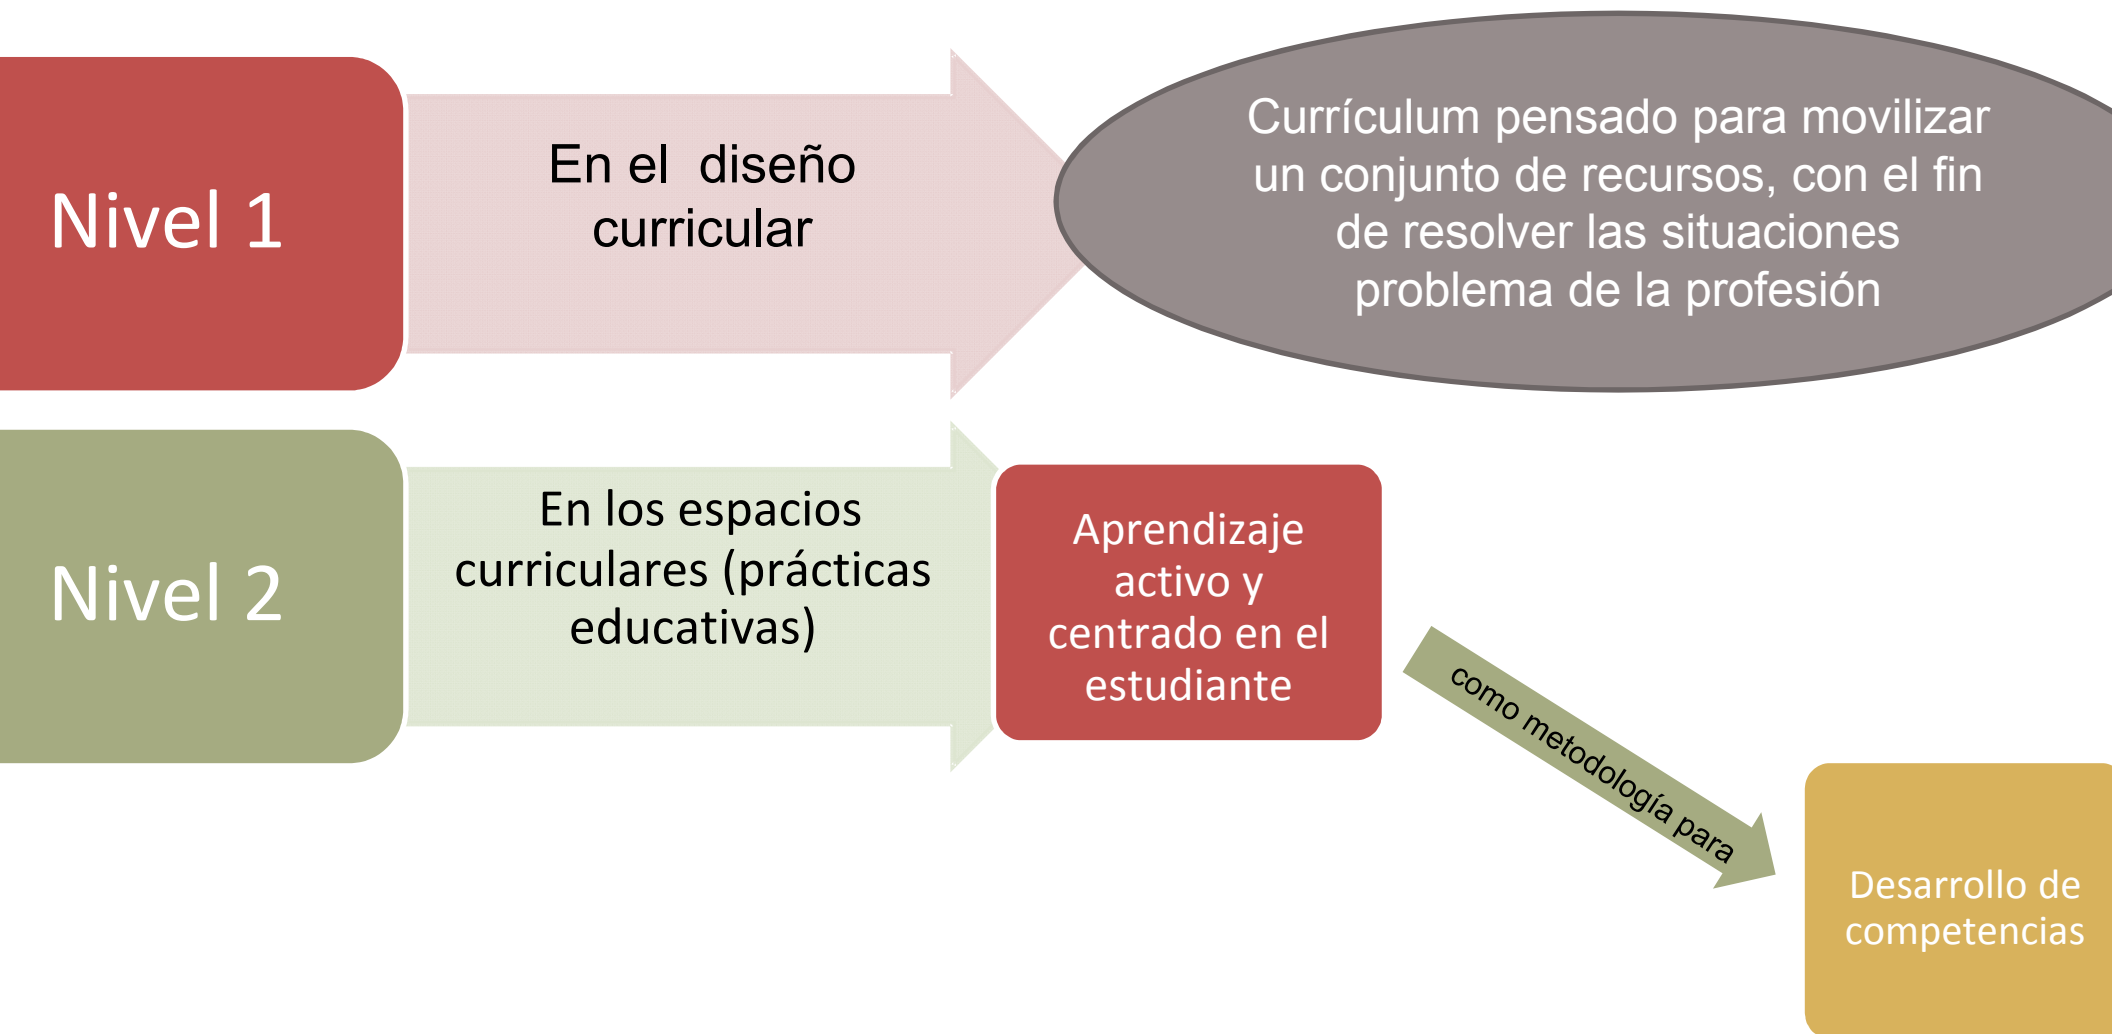 Nivel 1
En el  diseño
curricular
Currículum pensado para movilizar
un conjunto de recursos, con el fin
de resolver las situaciones
problema de la profesión
Nivel 2
En los espacios
curriculares (prácticas
educativas)
Aprendizaje
activo y
centrado en el
estudiante
como metodología para
Desarrollo de
competencias